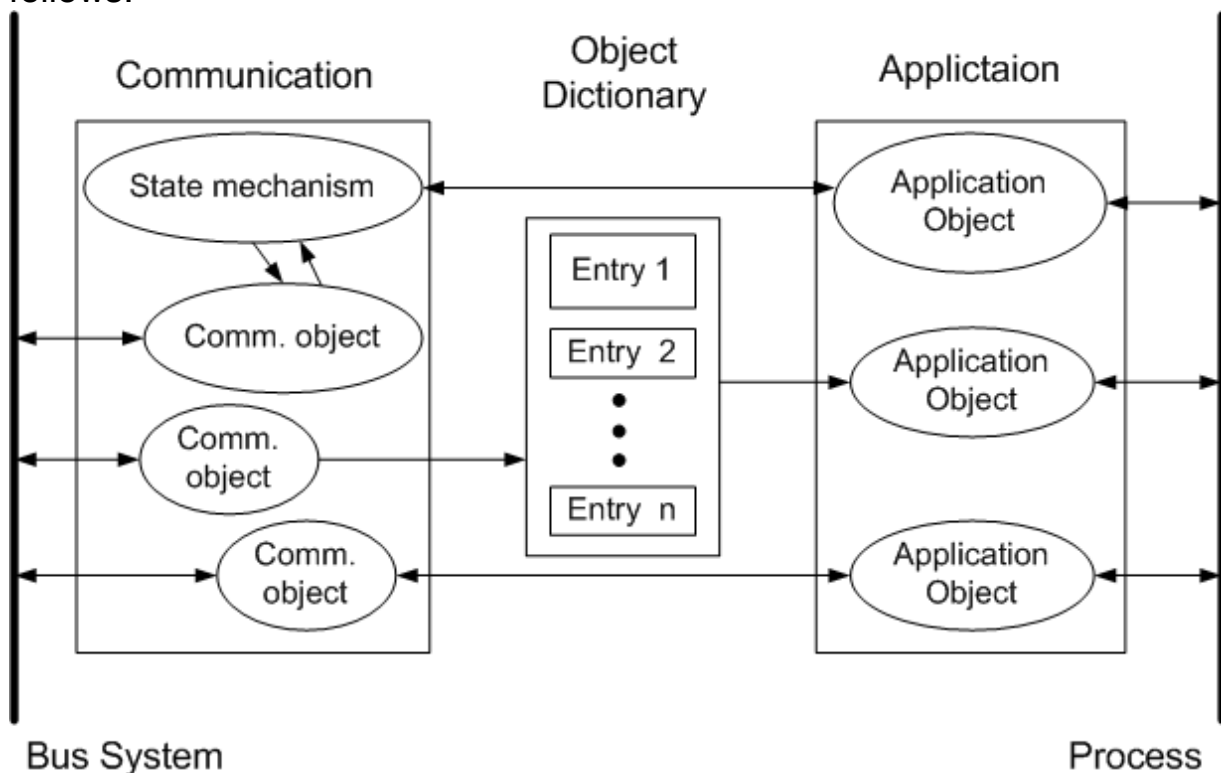 follows.
Communication
Object
Dictionary
Applictaion
State mechanism
Comm. object
Comm.
object
Comm.
object
Entry 1
Entry 2
Entry n
Application
Object
Application
Object
Application
Object
Bus System
Process